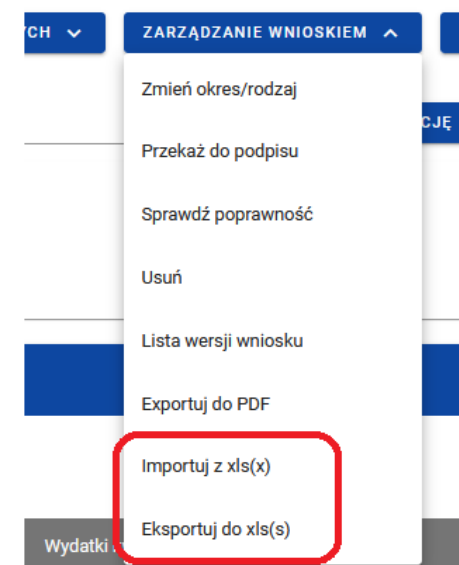 CH
ZARZĄDZANIE WNIOSKIEM
Zmień okres/rodzaj
CJĘ
Przekaż do podpisu
Sprawdź poprawność
Usuń
Lista wersji wniosku
Exportuj do PDF
Importuj z xls(x)
Eksportuj do xls(s)
Wydatki